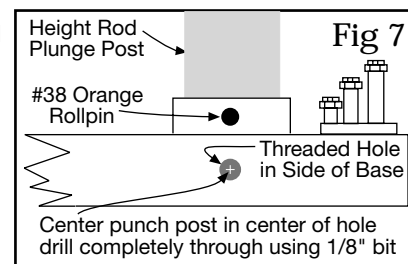 Height Rod
Plunge Post
Fig 7
#38 Orange
Rollpin
Threaded Hole
in Side of Base
Center punch post in center of hole
drill completely through using 1/8" bit